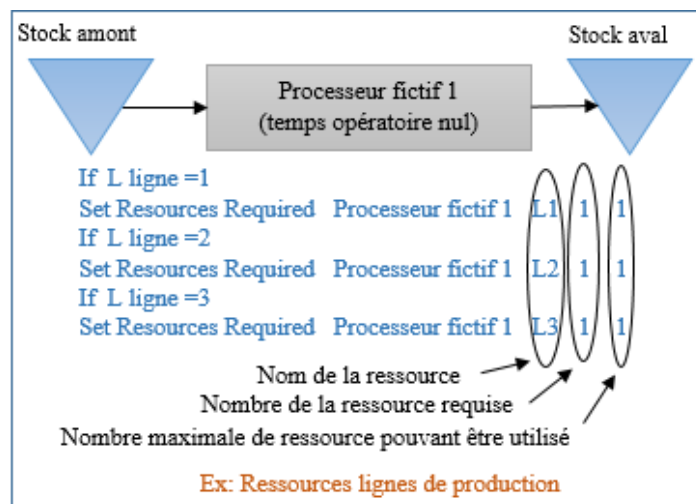 Stock amont
Stock aval
Processeur fictif 1
(temps opératoire nul)
If L ligne =1
Set Resources Required Processeur fictif 1 L1 1 1
If L ligne =2
Set Resources Required Processeur fictif 1 L2 1 1
If L ligne =3
Set Resources Required Processeur fictif 1 L3 1 1
Nom de la ressource
Nombre de la ressource requise
Nombre maximale de ressource pouvant être utilisé
Ex: Ressources lignes de production